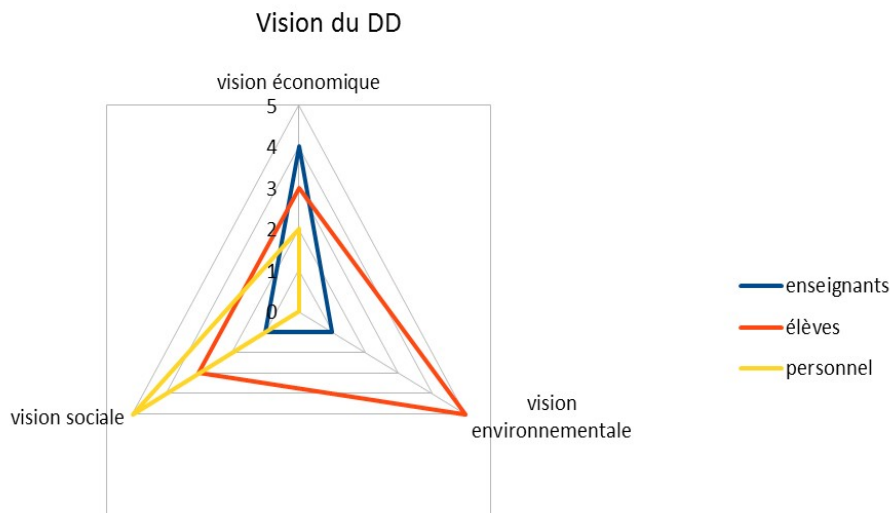 Vision du DD
vision économique
5
4
3
2
1
0
enseignants
élèves
personnel
vision sociale
vision
environnementale